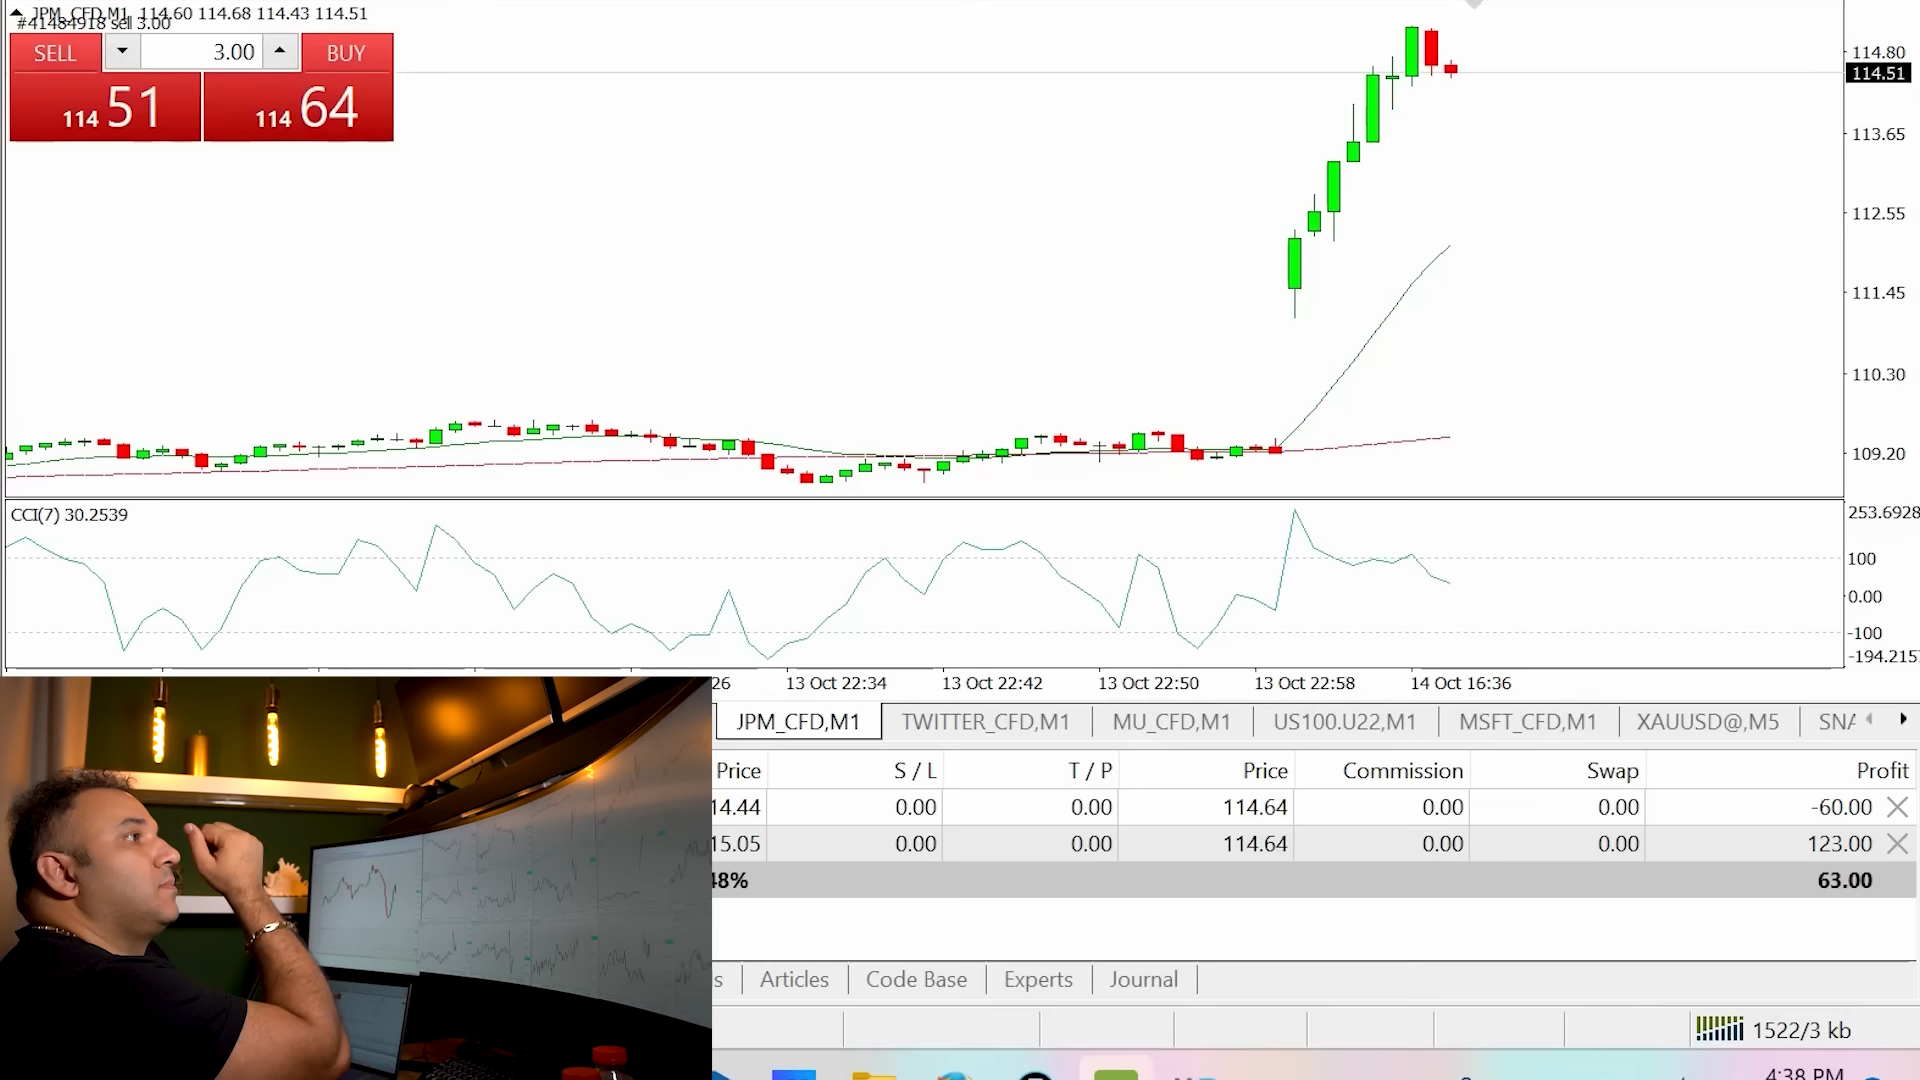 JPM_CFD,M1 114.60 114.68 114.43 114.51
#41484918 sell 3.00
SELL 3.00 BUY
114 51 114 64
114.80
114.51
113.65
112.55
111.45
110.30
109.20
CCI(7) 30.2539
253.6928
100
0.00
-100
-194.215
26 13 Oct 22:34 13 Oct 22:42 13 Oct 22:50 13 Oct 22:58 14 Oct 16:36
JPM_CFD,M1 TWITTER_CFD,M1 MU_CFD,M1 US100.U22,M1 MSFT_CFD,M1 XAUUSD@,M5 SNA
Price S / L T / P Price Commission Swap Profit
14.44 0.00 0.00 114.64 0.00 0.00 -60.00
15.05 0.00 0.00 114.64 0.00 0.00 123.00
48% 63.00
s Articles Code Base Experts Journal
1522/3 kb
4:38 PM